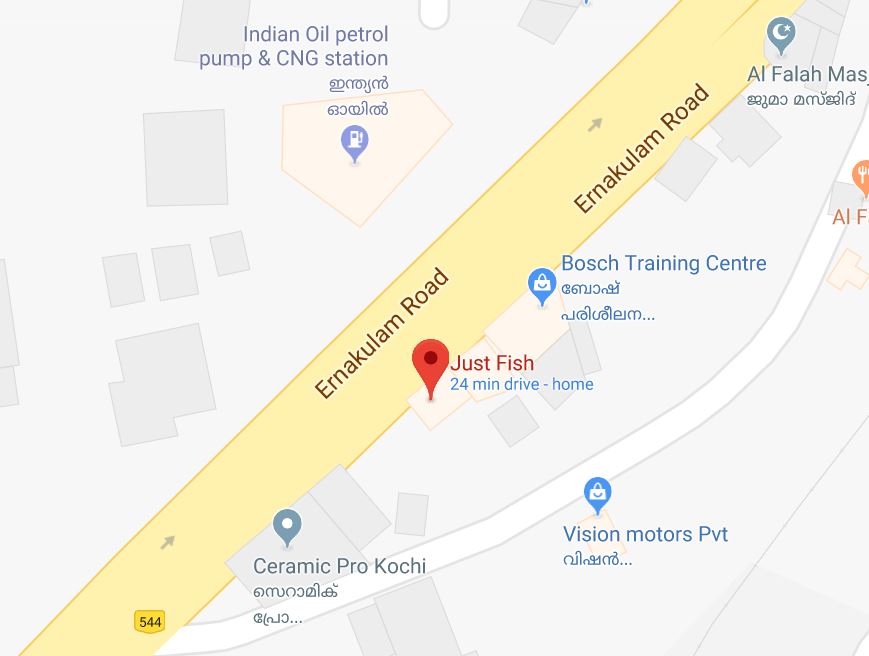 Indian Oil petrol
pump & CNG station
ഇന്ത്യൻ
ഓയിൽ
Al Falah Mas
ജുമാ മസ്ജിദ്
Ernakulam Road
Al F
Bosch Training Centre
ബോഷ്
പരിശീലന...
Ernakulam Road
Just Fish
24 min drive - home
Vision motors Pvt
വിഷൻ...
Ceramic Pro Kochi
സെറാമിക്
പ്രോ...
544